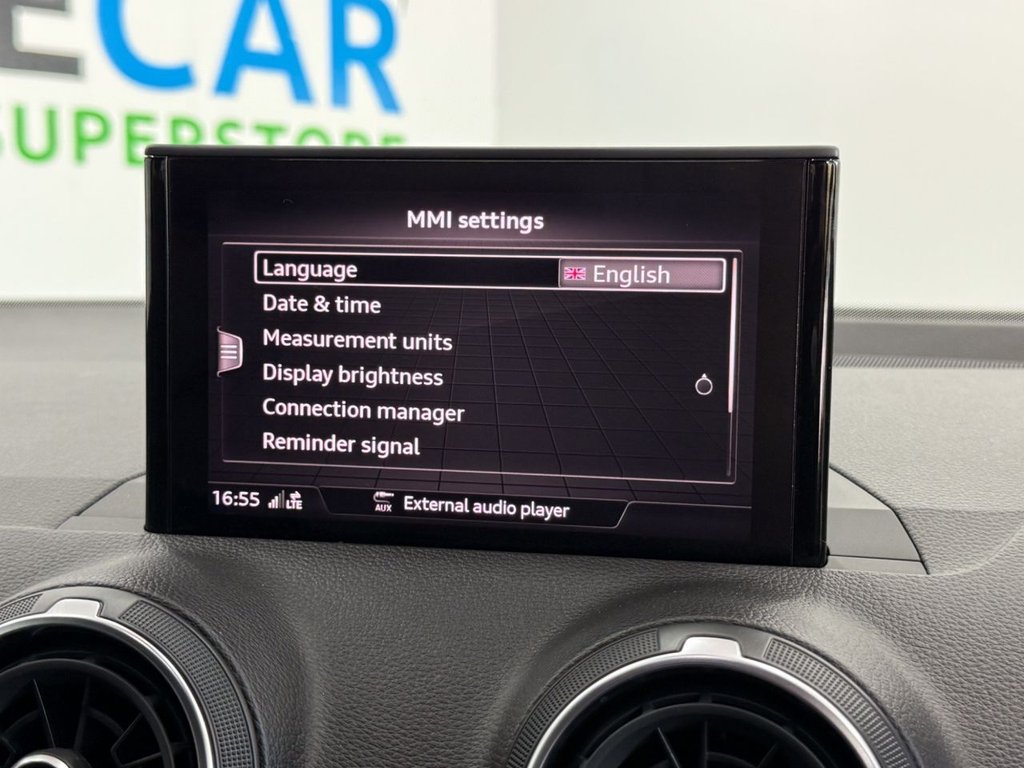 ECAR
SUPERSTORE
MMI settings
Language English
Date & time
Measurement units
Display brightness
Connection manager
Reminder signal
16:55 LTE AUX External audio player